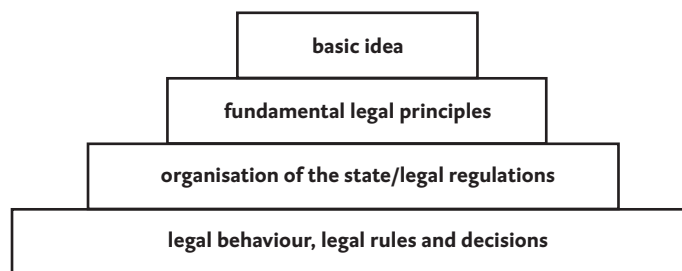 basic idea
fundamental legal principles
organisation of the state/legal regulations
legal behaviour, legal rules and decisions